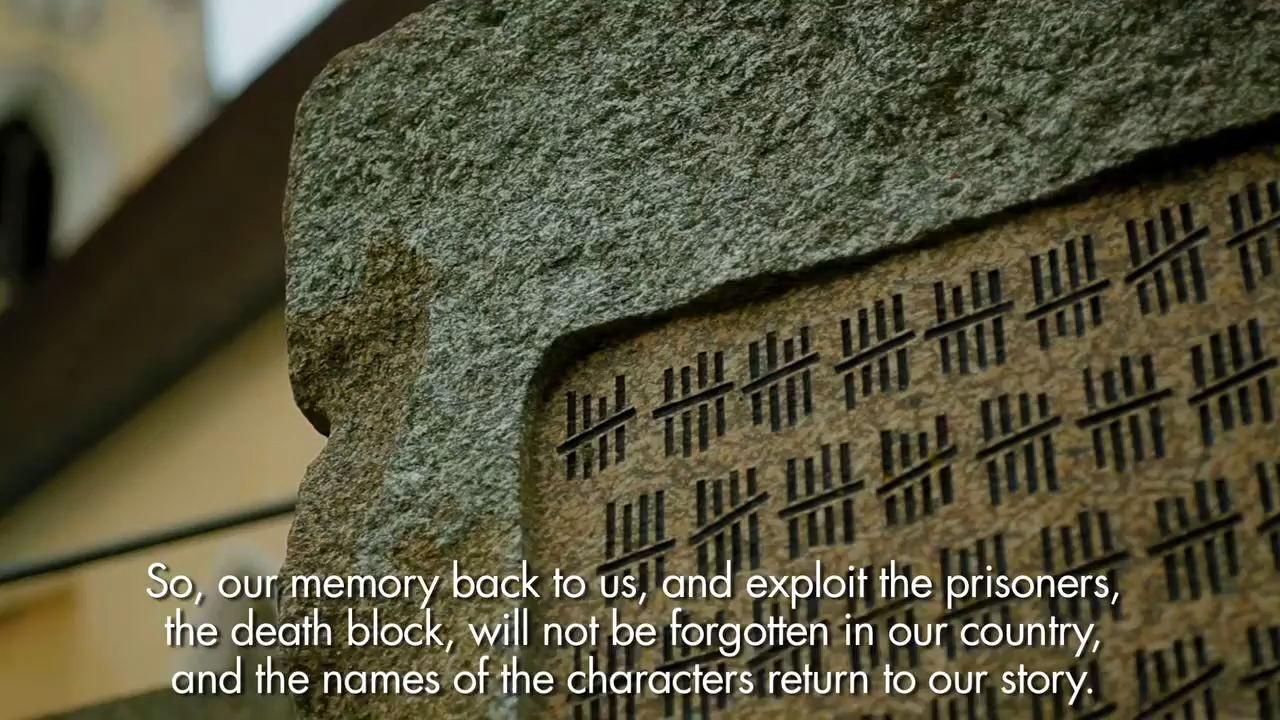 So, our memory back to us, and exploit the prisoners,
the death block, will not be forgotten in our country,
and the names of the characters return to our story.